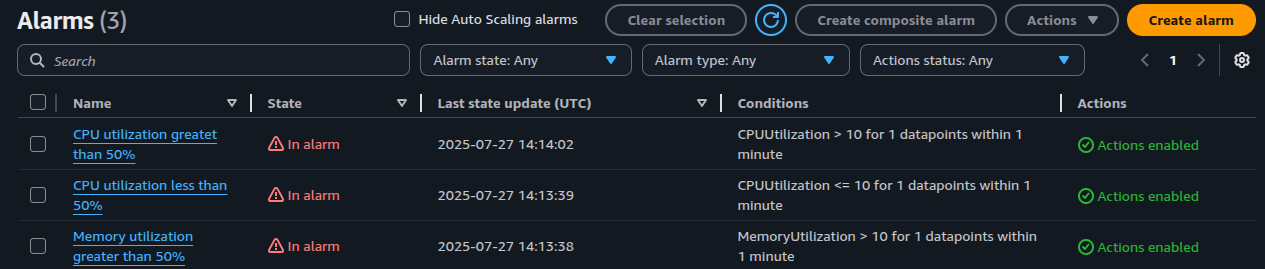 Alarms (3)
Hide Auto Scaling alarms
Clear selection
Create composite alarm
Actions
Create alarm
Search
Alarm state: Any
Alarm type: Any
Actions status: Any
1
Name
State
Last state update (UTC)
Conditions
Actions
CPU utilization greatet
than 50%
In alarm
2025-07-27 14:14:02
CPUUtilization > 10 for 1 datapoints within 1
minute
Actions enabled
CPU utilization less than
50%
In alarm
2025-07-27 14:13:39
CPUUtilization <= 10 for 1 datapoints within 1
minute
Actions enabled
Memory utilization
greater than 50%
In alarm
2025-07-27 14:13:38
MemoryUtilization > 10 for 1 datapoints within
1 minute
Actions enabled